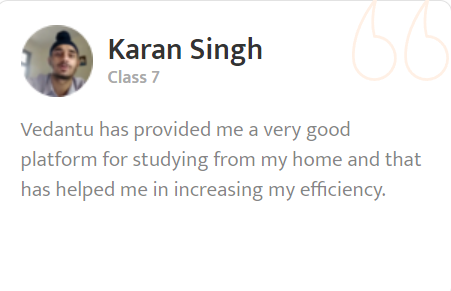 Karan Singh
Class 7
Vedantu has provided me a very good
platform for studying from my home and that
has helped me in increasing my efficiency.